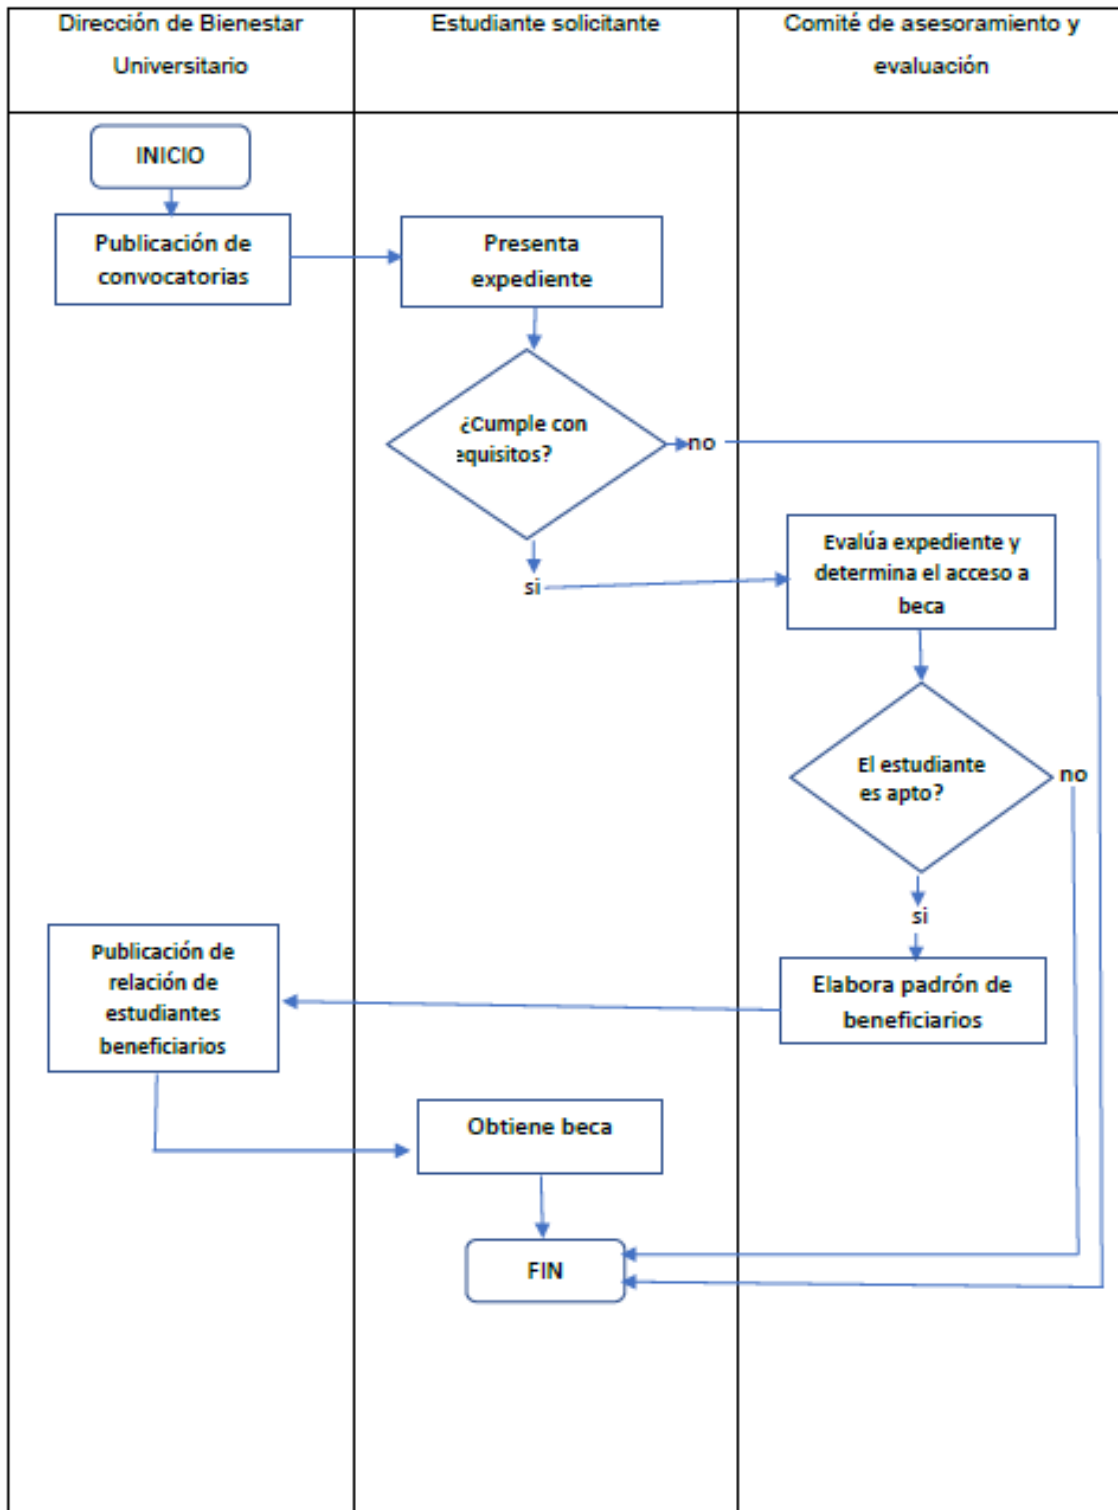 Dirección de Bienestar
Universitario
Estudiante solicitante
Comité de asesoramiento y
evaluación
INICIO
Publicación de
convocatorias
Presenta
expediente
¿Cumple con
equisitos?
no
si
Evalúa expediente y
determina el acceso a
beca
El estudiante
es apto?
no
si
Elabora padrón de
beneficiarios
Publicación de
relación de
estudiantes
beneficiarios
Obtiene beca
FIN